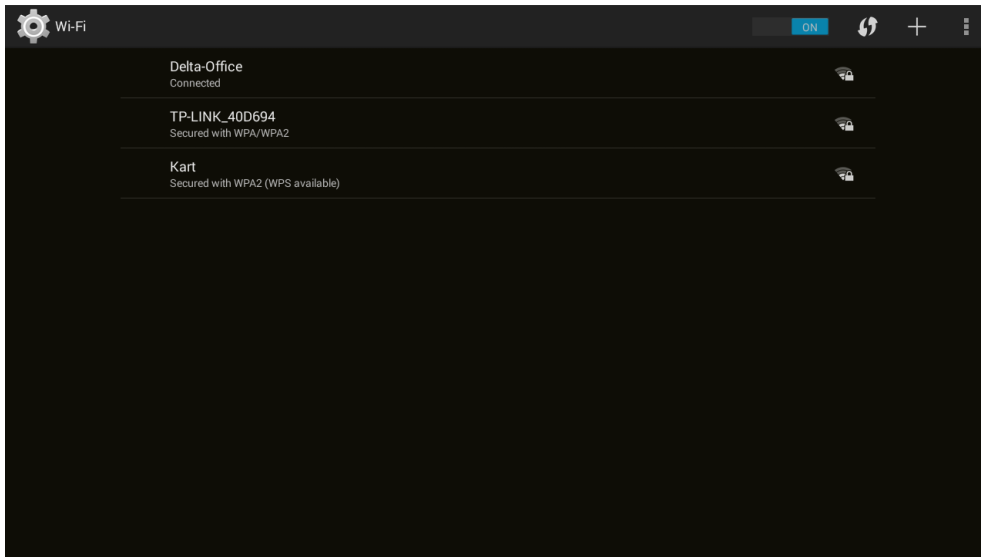 Wi-Fi
ON
Delta-Office
Connected
TP-LINK_40D694
Secured with WPA/WPA2
Kart
Secured with WPA2 (WPS available)